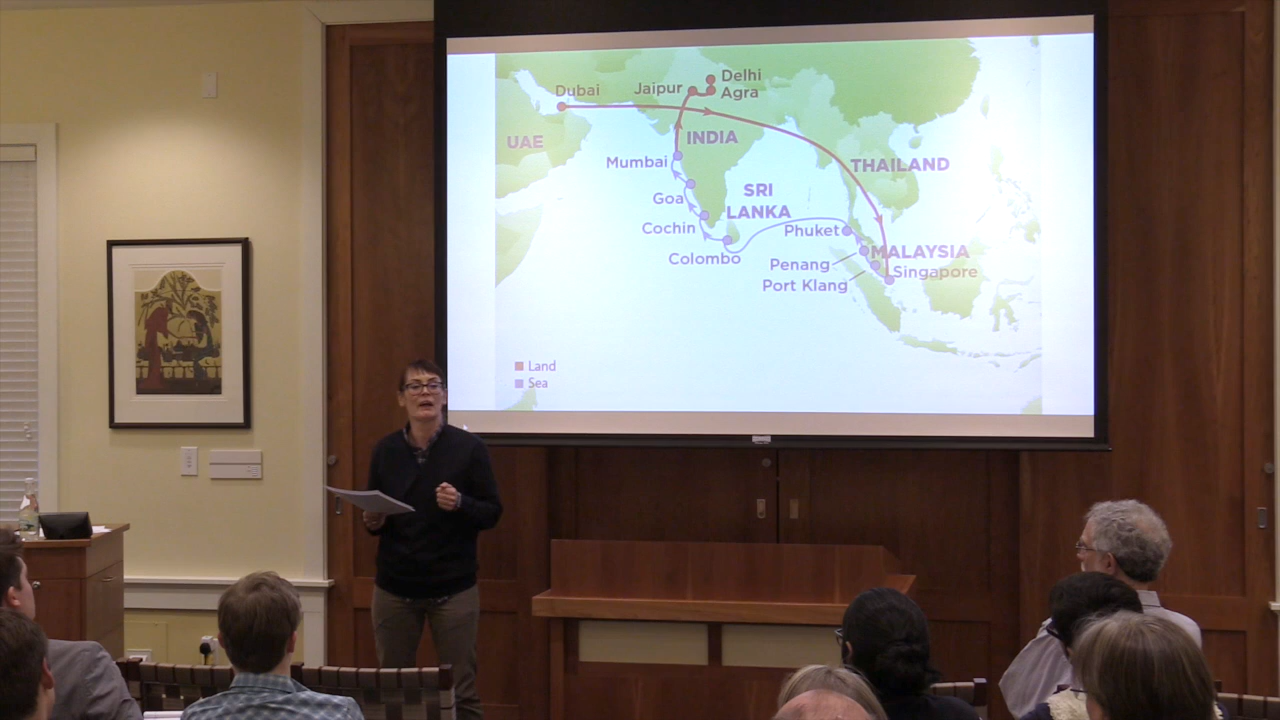 Dubai
Jaipur
Delhi
Agra
UAE
INDIA
Mumbai
THAILAND
Goa
SRI
LANKA
Cochin
Phuket
Colombo
MALAYSIA
Penang
Singapore
Port Klang
Land
Sea